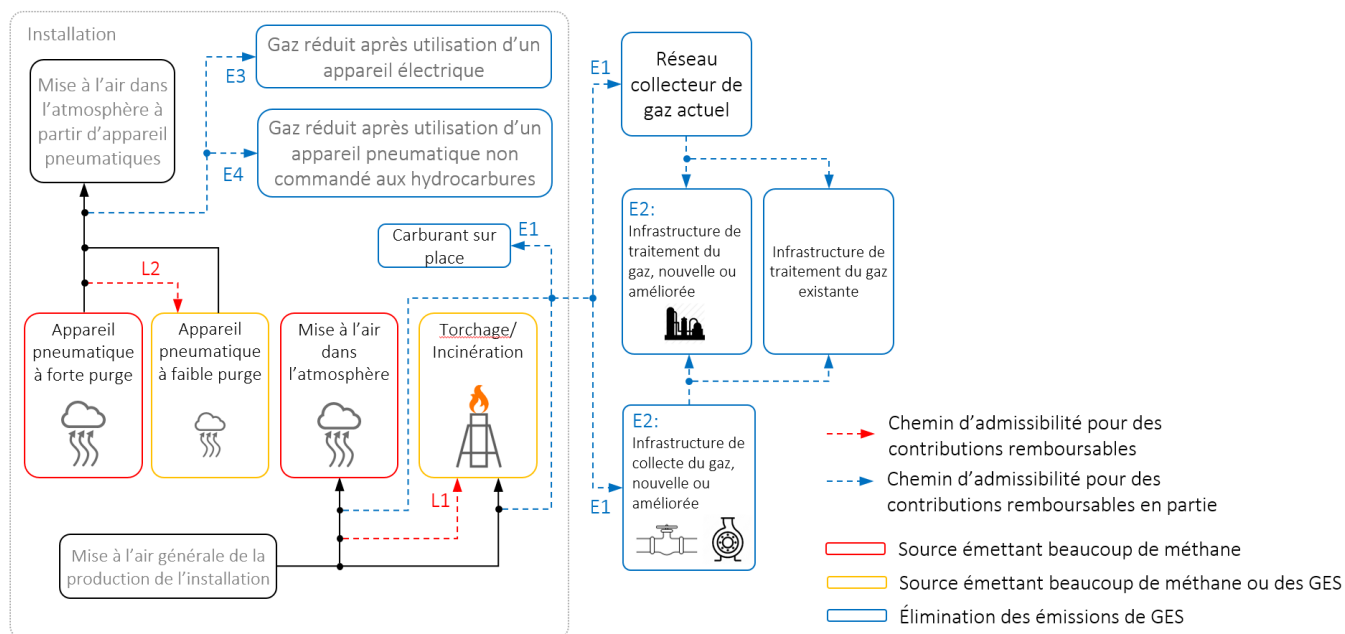 Installation
Mise à l’air dans
l’atmosphère à
partir d’appareil
pneumatiques
E3
Gaz réduit après utilisation d’un
appareil électrique
E4
Gaz réduit après utilisation d’un
appareil pneumatique non
commandé aux hydrocarbures
E1
Réseau
collecteur de
gaz actuel
Carburant sur
place
E1
E2:
Infrastructure de
traitement du
gaz, nouvelle ou
améliorée
Infrastructure de
traitement du gaz
existante
L2
Appareil
pneumatique
à forte purge
Appareil
pneumatique
à faible purge
Mise à l’air
dans
l’atmosphère
Torchage/
Incinération
L1
E1
E2:
Infrastructure de
collecte du gaz,
nouvelle ou
améliorée
Mise à l’air générale de la
production de l’installation
Chemin d’admissibilité pour des
contributions remboursables
Chemin d’admissibilité pour des
contributions remboursables en partie
Source émettant beaucoup de méthane
Source émettant beaucoup de méthane ou des GES
Élimination des émissions de GES